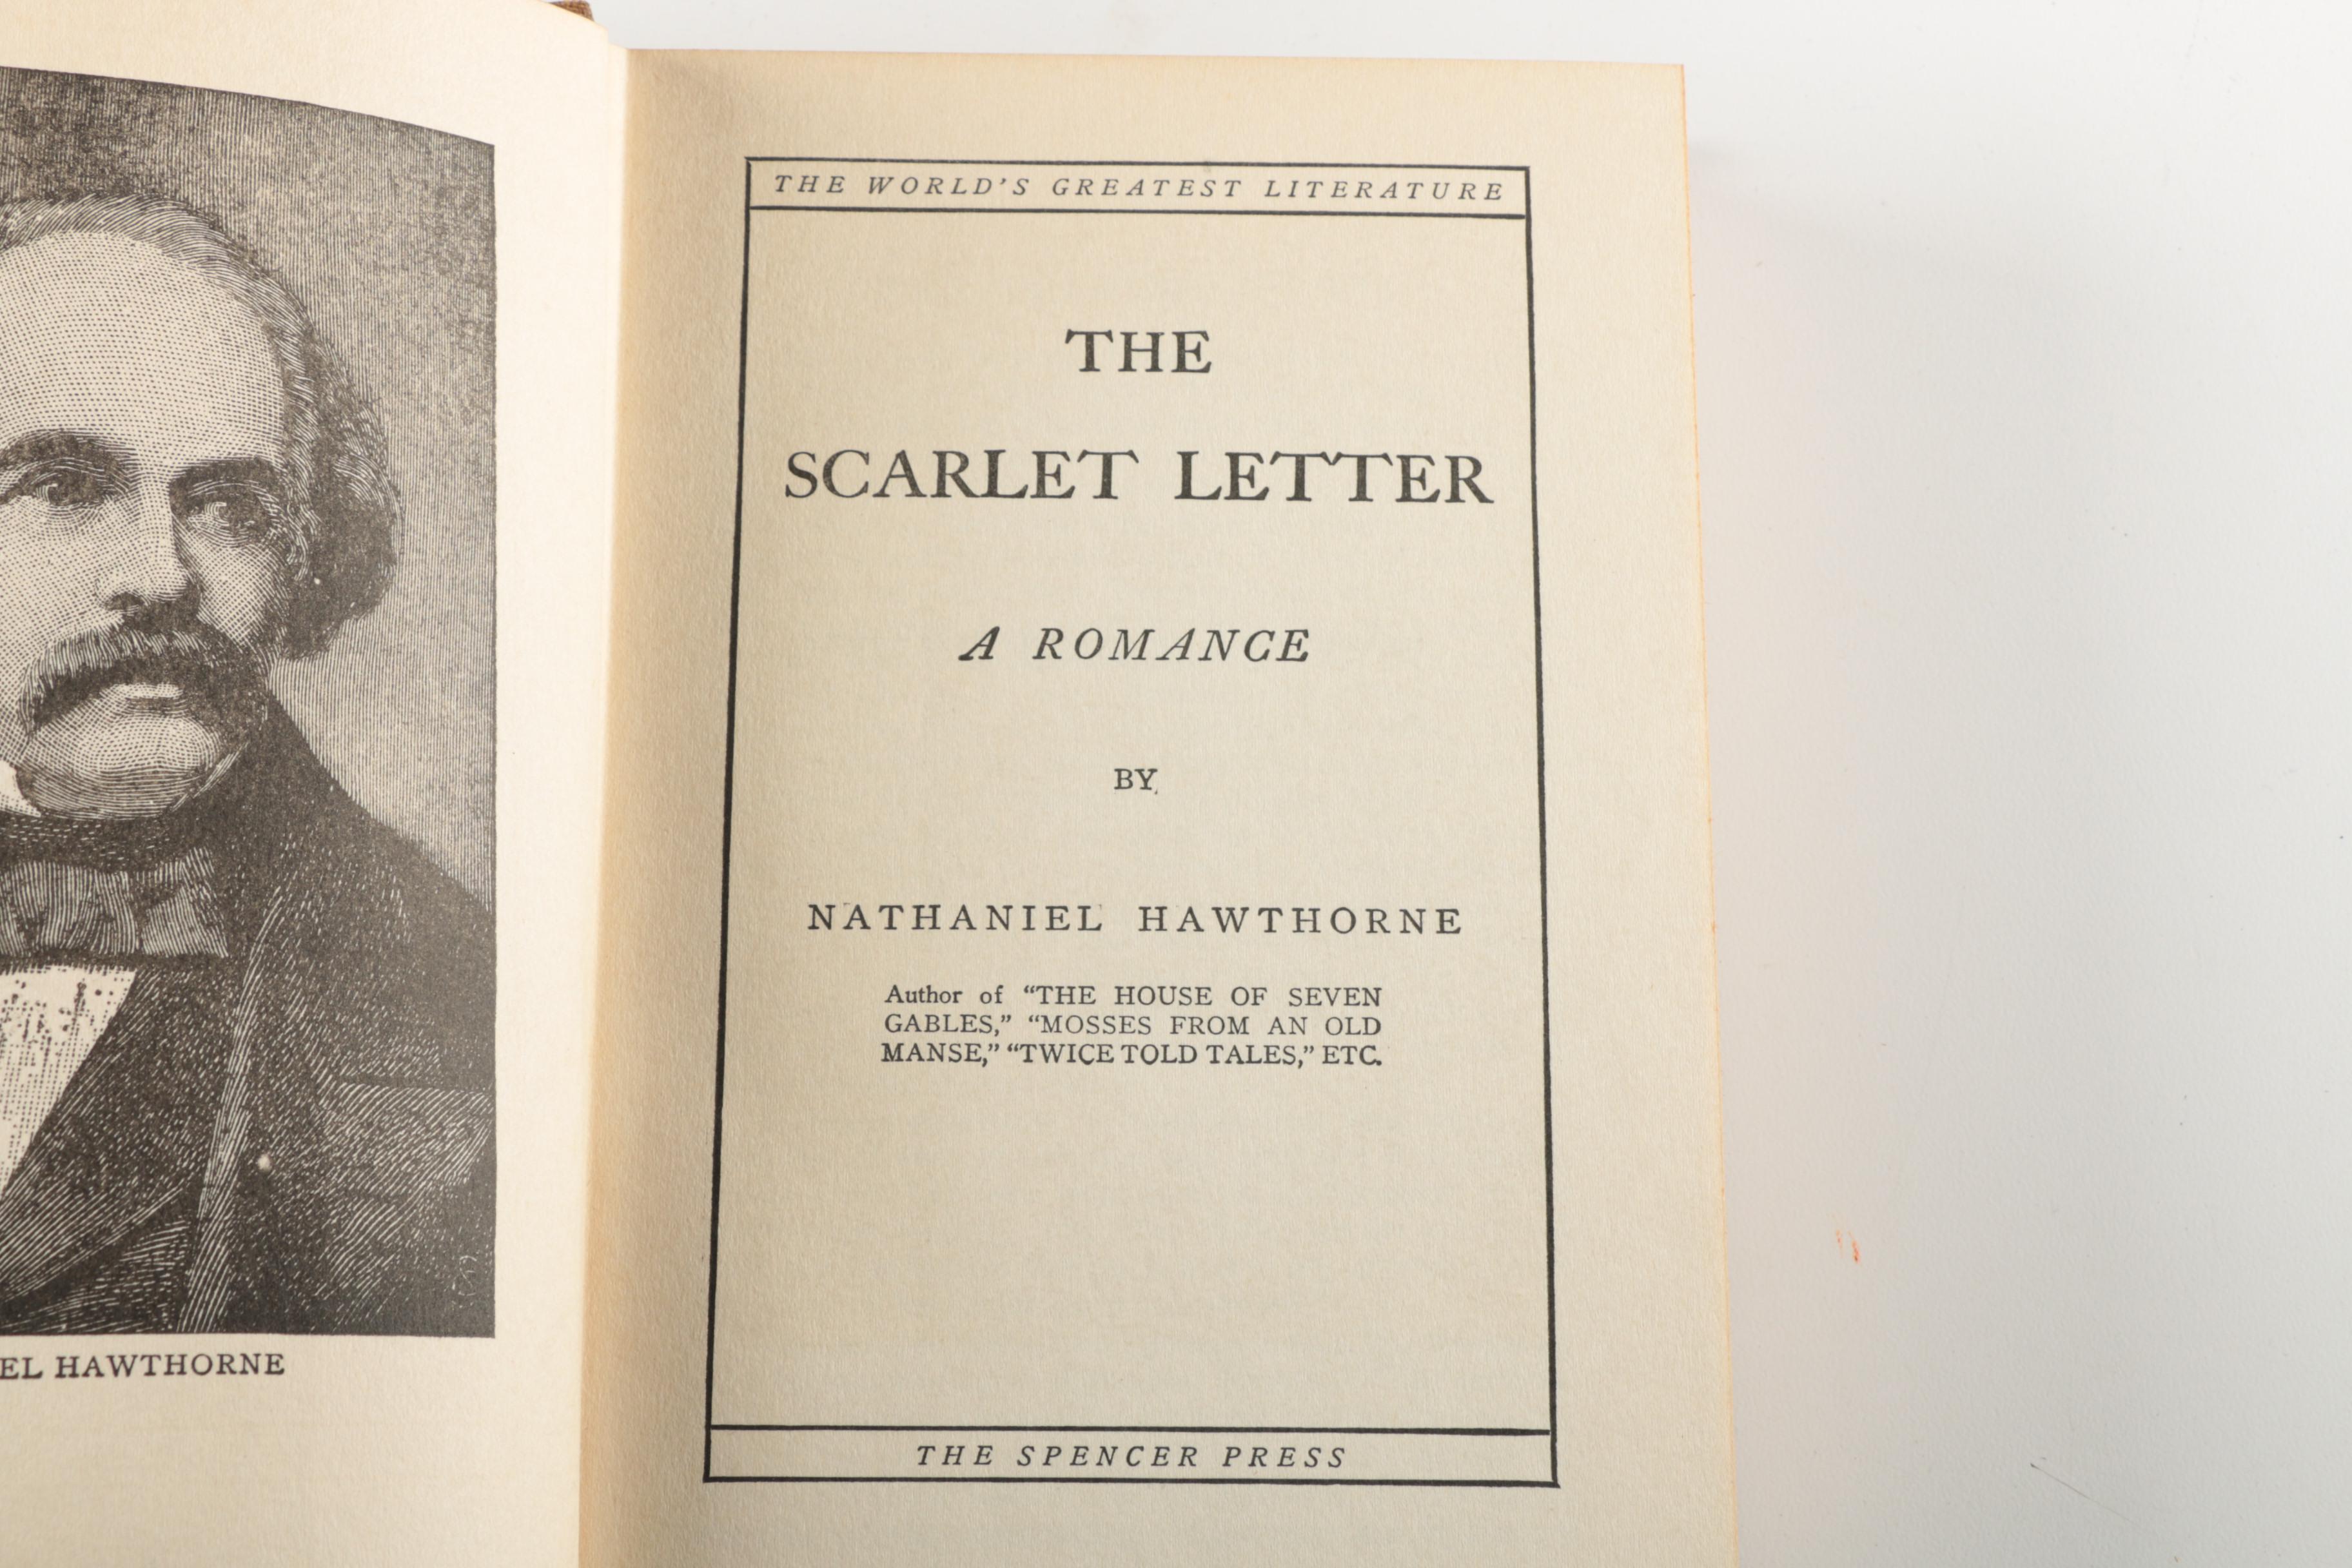 EL HAWTHORNE
THE WORLD'S GREATEST LITERATURE
THE
SCARLET LETTER
A ROMANCE
BY
NATHANIEL HAWTHORNE
Author of “THE HOUSE OF SEVEN
GABLES,” “MOSSES FROM AN OLD
MANSE,” “TWICE TOLD TALES,” ETC.
THE SPENCER PRESS